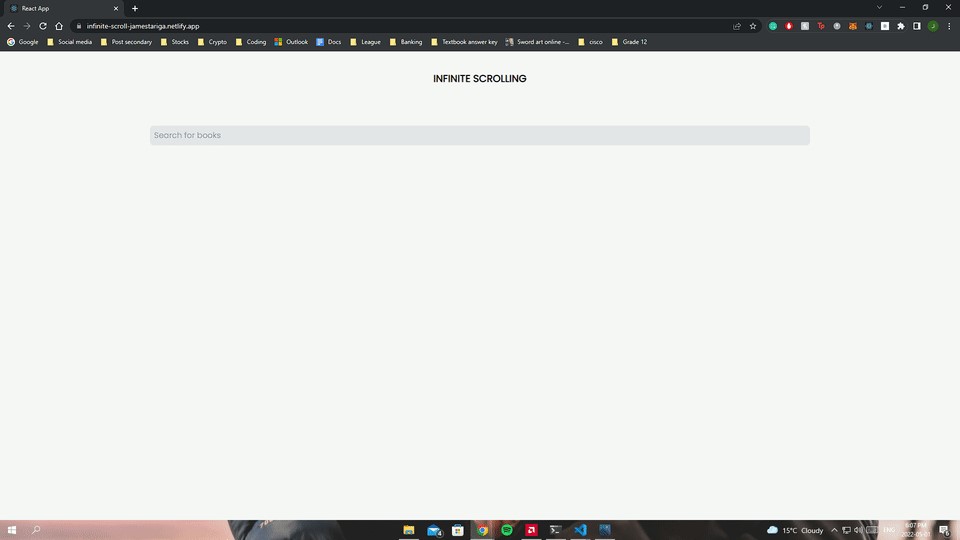 React App
infinite-scroll-jamestariga.netlify.app
Google Social media Post secondary Stocks Crypto Coding Outlook Docs League Banking Textbook answer key Sword art online -... cisco Grade 12
INFINITE SCROLLING
Search for books
4
15°C Cloudy
ENG
6:07 PM
2022-05-31
6